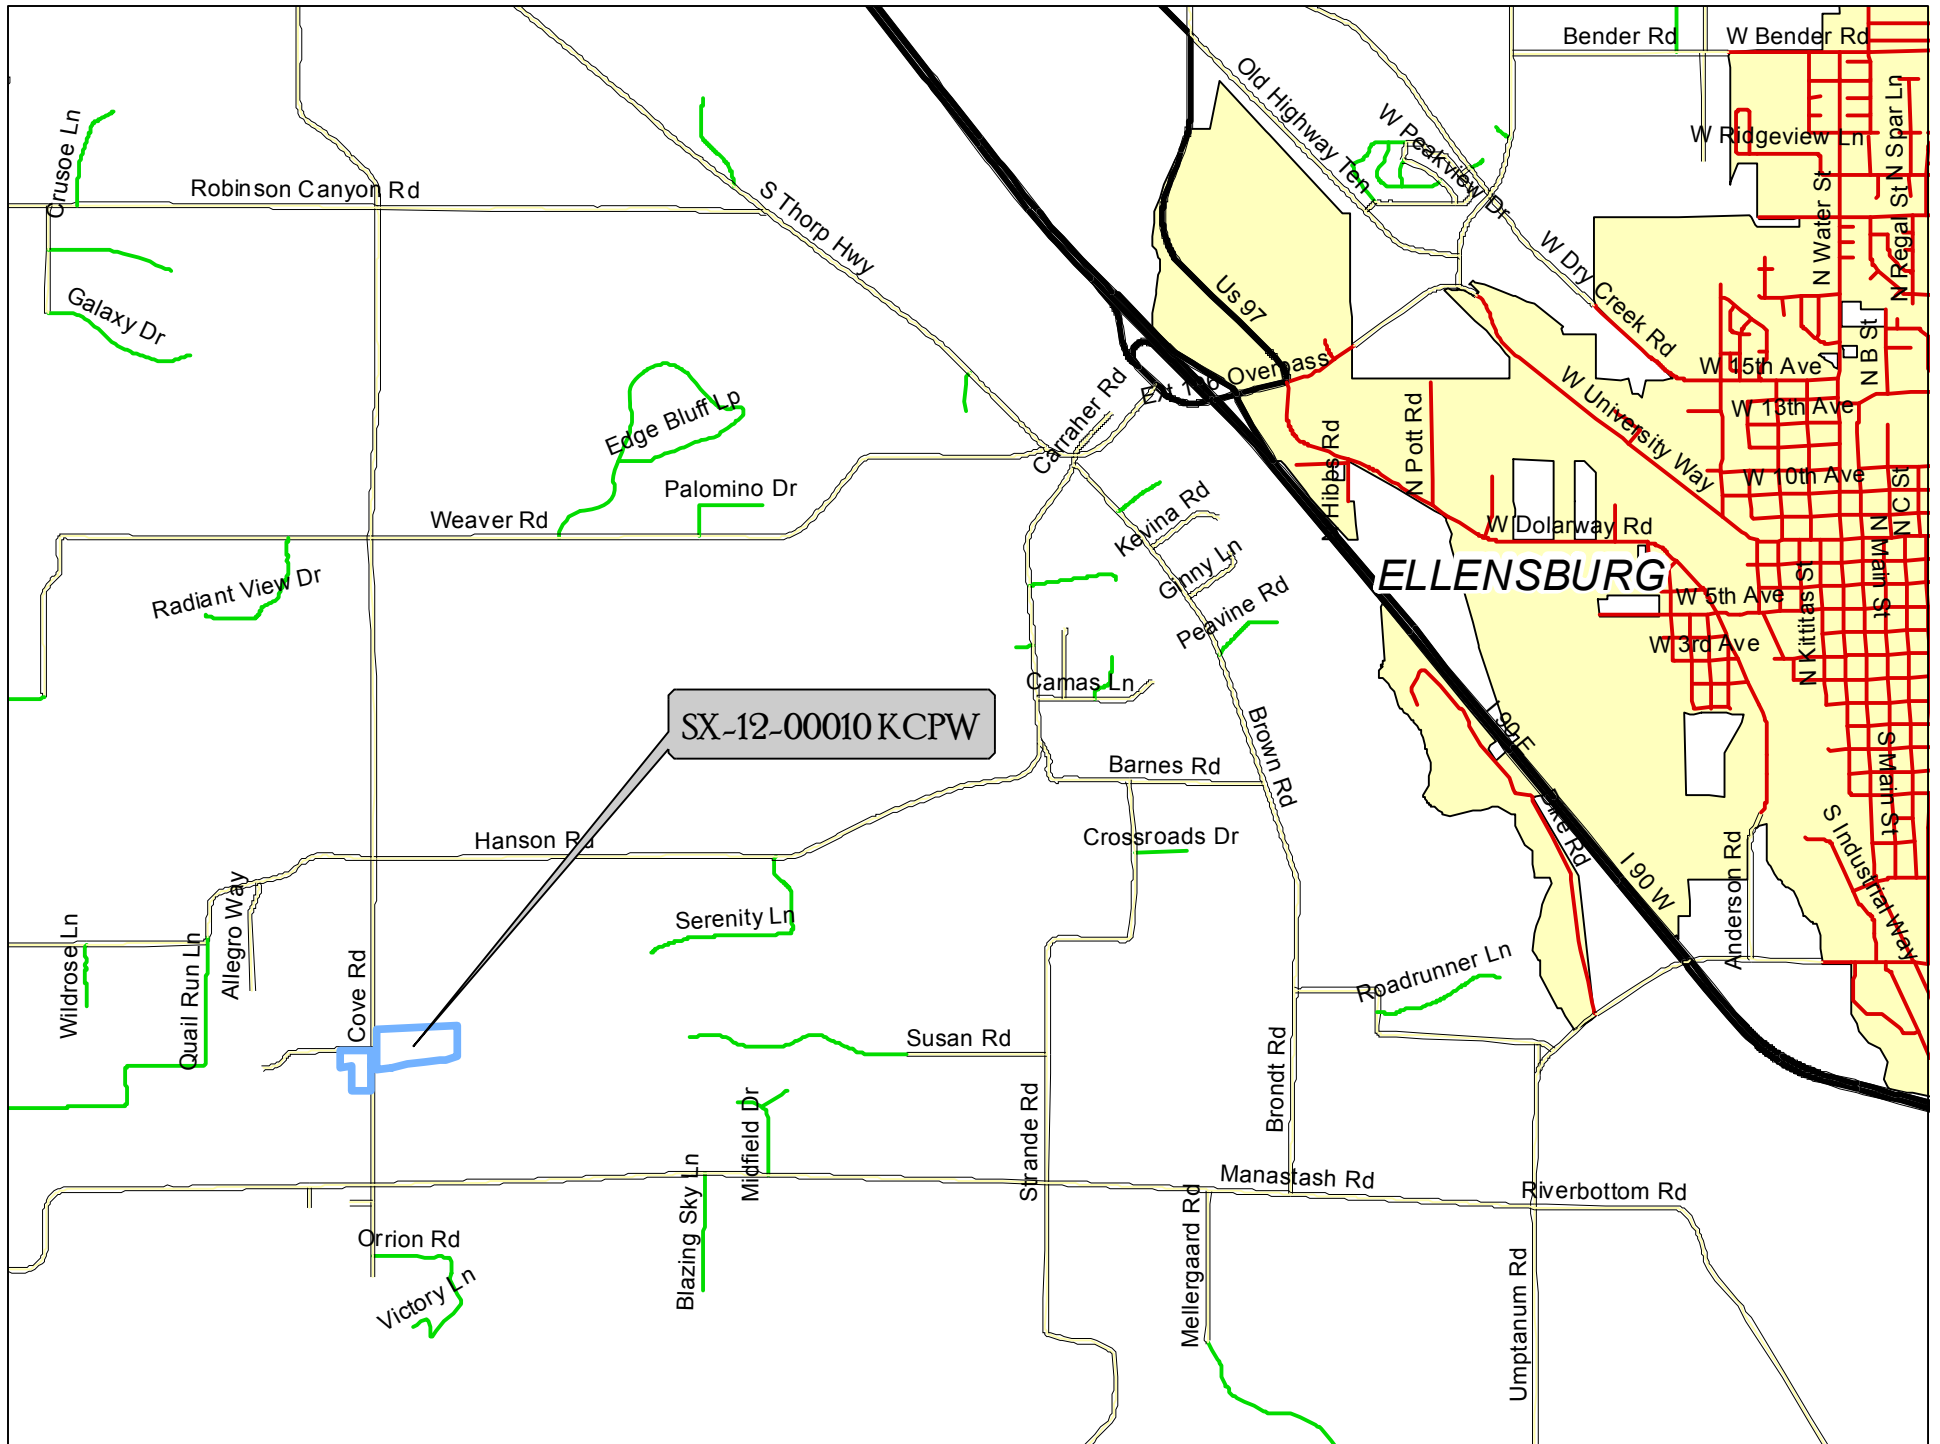 Bender Rd
W Bender Rd
Old Highway Ten
W Peakview Dr
W Ridgeview Ln
N Spar Ln
Crusoe Ln
Robinson Canyon Rd
S Thorp Hwy
N Water St
N Regal St
W Dry Creek Rd
Galaxy Dr
Us 97
N B St
W 15th Ave
Overpass
Carraher Rd
W University Way
W 13th Ave
Edge Bluff Lp
N Pott Rd
Hibbs Rd
W 10th Ave
N C St
Palomino Dr
Weaver Rd
Kevina Rd
W Dolarway Rd
N Main St
Ginny Ln
ELLENSBURG
Radiant View Dr
Peavine Rd
W 5th Ave
N Kittitas St
W 3rd Ave
Camas Ln
SX-12-00010 KCPW
Brown Rd
I 90 E
S Main St
Barnes Rd
Dike Rd
Crossroads Dr
Hanson Rd
S Industrial Way
I 90 W
Anderson Rd
Allegro Way
Serenity Ln
Wildrose Ln
Quail Run Ln
Cove Rd
Roadrunner Ln
Susan Rd
Brondt Rd
Strande Rd
Midfield Dr
Manastash Rd
Riverbottom Rd
Blazing Sky Ln
Mellergaard Rd
Orrion Rd
Victory Ln
Umptanum Rd